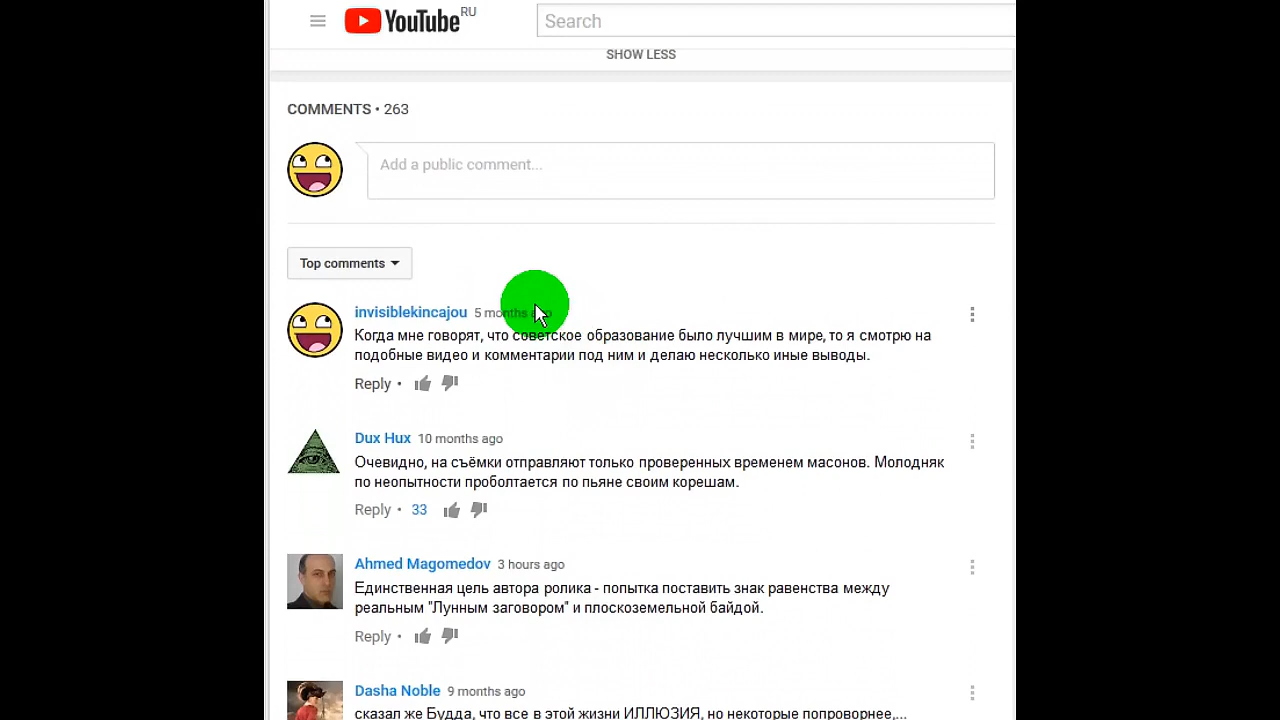 YouTube RU
Search
SHOW LESS
COMMENTS • 263
Add a public comment...
Top comments
invisiblekincajou 5 months ago
Когда мне говорят, что советское образование было лучшим в мире, то я смотрю на
подобные видео и комментарии под ним и делаю несколько иные выводы.
Reply •
Dux Hux 10 months ago
Очевидно, на съёмки отправляют только проверенных временем масонов. Молодняк
по неопытности проболтается по пьяне своим корешам.
Reply • 33
Ahmed Magomedov 3 hours ago
Единственная цель автора ролика - попытка поставить знак равенства между
реальным "Лунным заговором" и плоскоземельной байдой.
Reply •
Dasha Noble 9 months ago
сказал же Будда, что все в этой жизни ИЛЛЮЗИЯ, но некоторые попроворнее,...